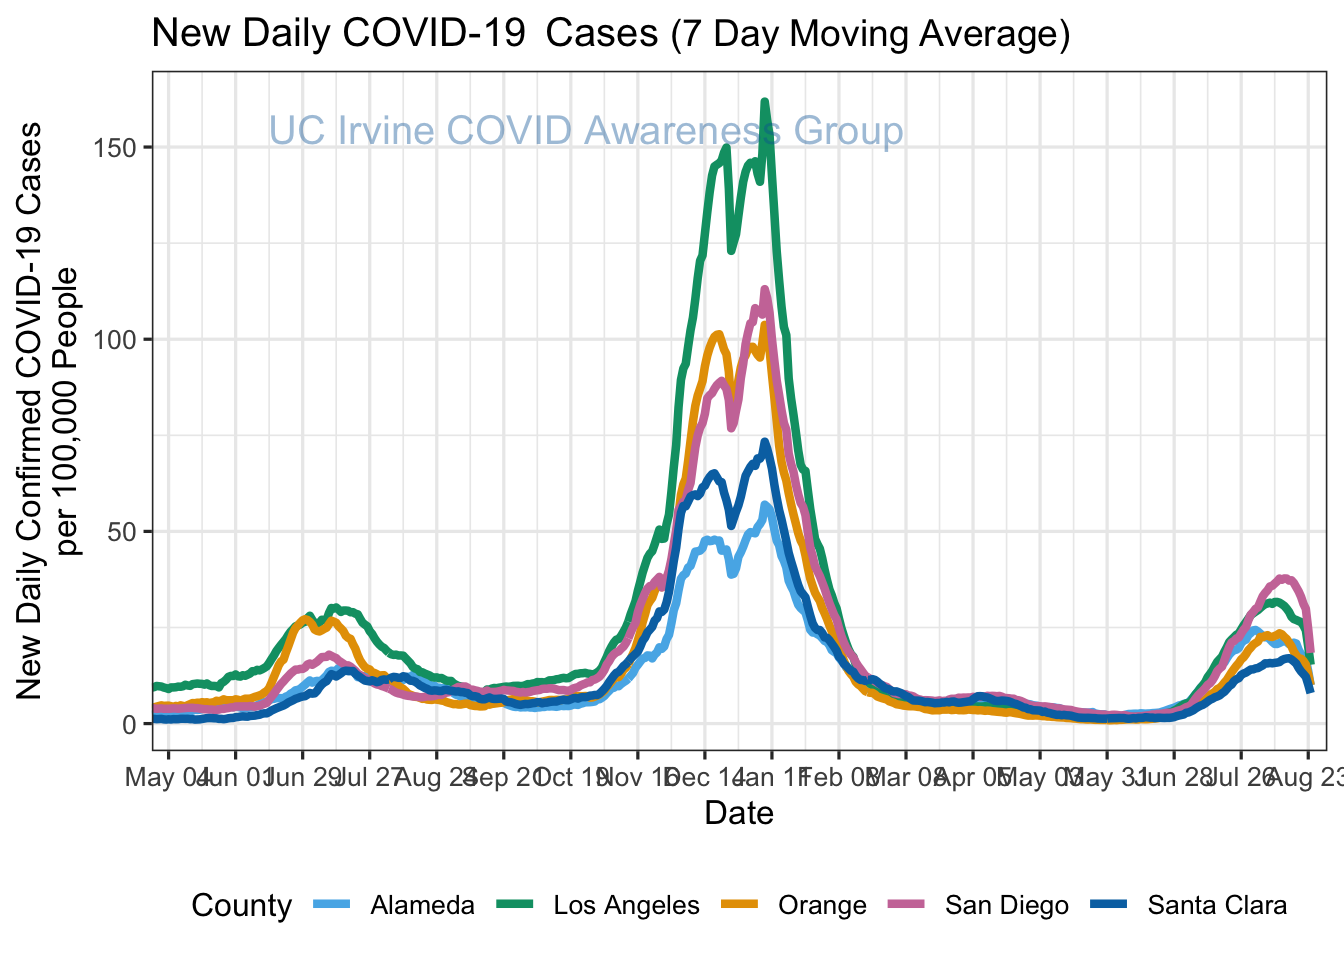 New Daily COVID-19  Cases (7 Day Moving Average)
UC Irvine COVID Awareness Group
New Daily Confirmed COVID-19 Cases
per 100,000 People
150
100
50
0
May 04 Jun 01 Jun 29 Jul 27 Aug 24 Sep 20 Oct 19 Nov 16 Dec 14 Jan 11 Feb 08 Mar 08 Apr 05 May 03 May 31 Jun 28 Jul 26 Aug 23
Date
County Alameda Los Angeles Orange San Diego Santa Clara